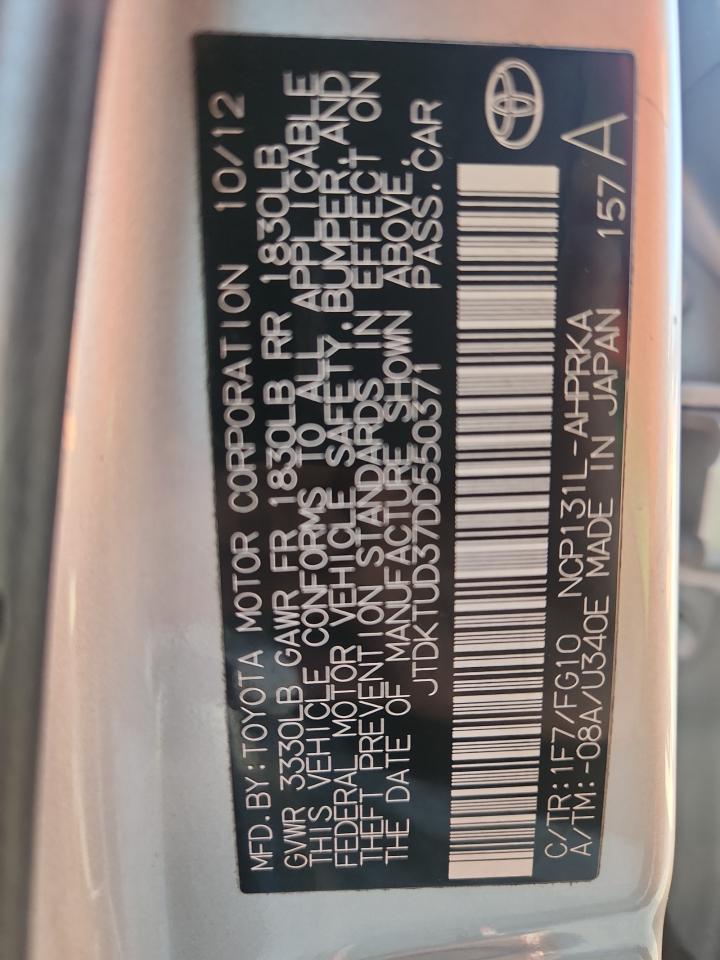 MFD.BY:TOYOTA MOTOR CORPORATION 10/12
GVWR 3330LB GAWR FR 1830LB RR 1830LB
THIS VEHICLE CONFORMS TO ALL APPLICABLE
FEDERAL MOTOR VEHICLE SAFETY, BUMPER, AND
THEFT PREVENTION STANDARDS IN EFFECT ON
THE DATE OF MANUFACTURE SHOWN ABOVE.
JTDKTUD37DD550371 PASS.CAR
C/TR:1F7/FG10 NCP131L-AHPRKA
A/TM:-08A/U340E MADE IN JAPAN 157 A